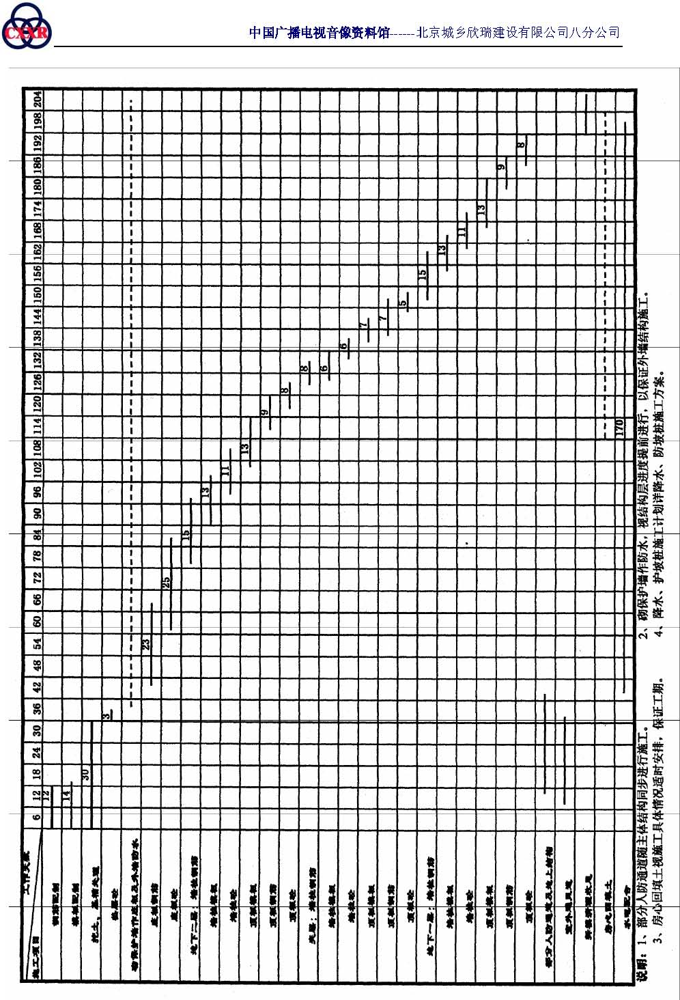 CXXR
中国广播电视音像资料馆------北京城乡欣瑞建设有限公司八分公司
施工项目 工作天数 6 12 18 24 30 36 42 48 54 60 66 72 78 84 90 96 102 108 114 120 126 132 138 144 150 156 162 168 174 180 186 192 198 204
钢筋配制 12
模板配制 14
挖土、基槽处理 30
垫层砼 3
砌保护墙作底板及外墙防水
底板钢筋 23
底板砼 25
地下二层：墙柱钢筋 15
墙柱模板 13
墙柱砼 11
顶板模板 13
顶板钢筋 9
顶板砼 8
夹层：墙柱钢筋 8
墙柱模板 6
墙柱砼 6
顶板模板 7
顶板钢筋 7
顶板砼 5
地下一层：墙柱钢筋 15
墙柱模板 13
墙柱砼 11
顶板模板 13
顶板钢筋 9
顶板砼 8
部分人防通道及地上结构
室外通风道
房心回填土
水电配合 170
说明：1、部分人防通道随主体结构同步进行施工。 2、砌保护墙作防水，视结构层进度提前进行，以保证外墙结构施工。
3、房心回填土视施工具体情况适时安排，保证工期。 4、降水、护坡桩施工计划详降水、防坡桩施工方案。